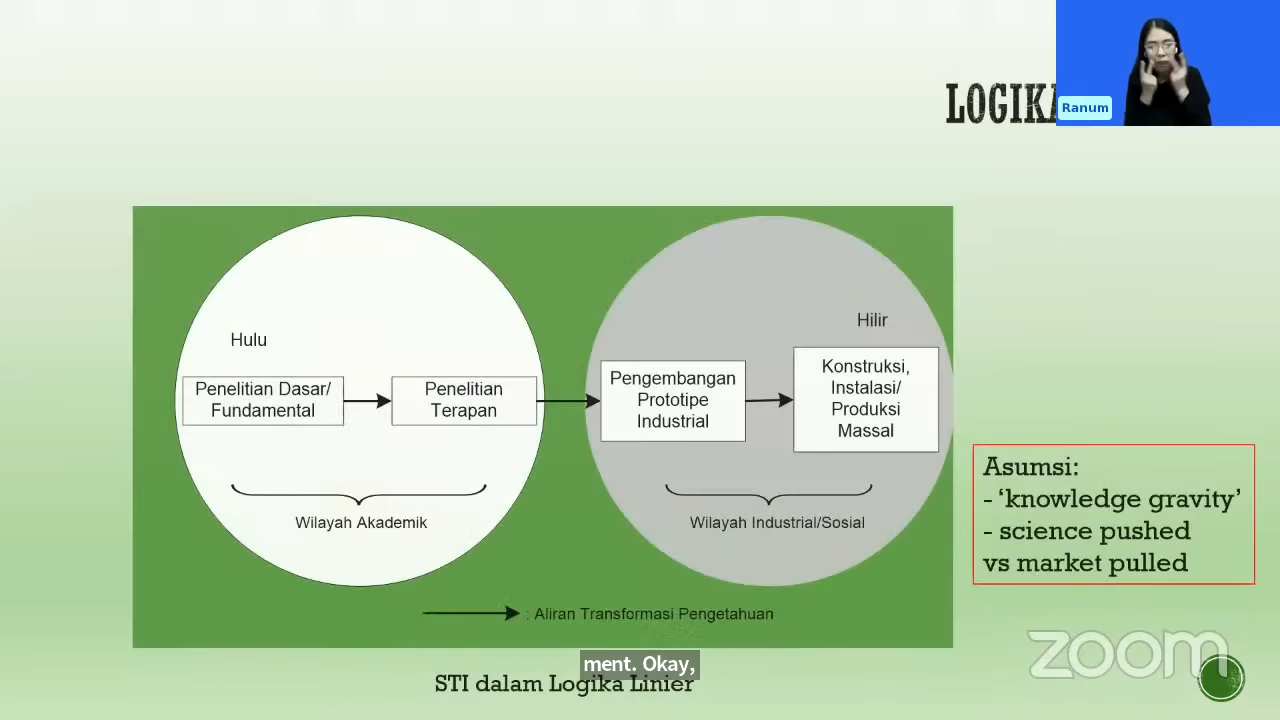 LOGIKA
Ranum
Hulu
Penelitian Dasar/
Fundamental
Penelitian
Terapan
Wilayah Akademik
Hilir
Pengembangan
Prototipe
Industrial
Konstruksi,
Instalasi/
Produksi
Massal
Wilayah Industrial/Sosial
: Aliran Transformasi Pengetahuan
Asumsi:
- ‘knowledge gravity’
- science pushed
vs market pulled
ment. Okay,
STI dalam Logika Linier
zoom